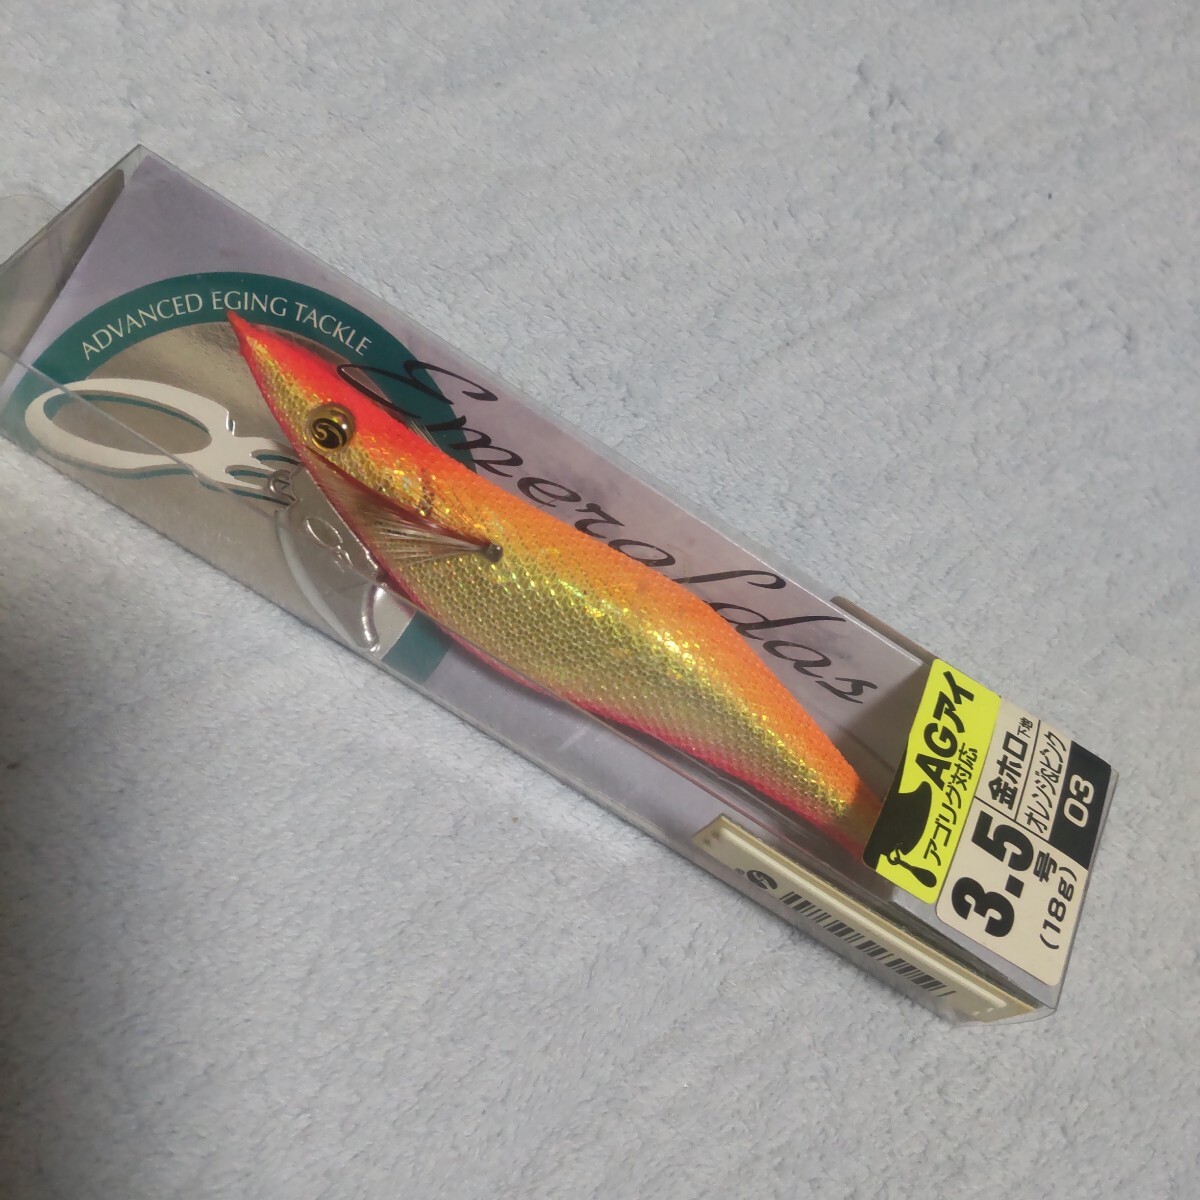 ADVANCED EGING TACKLE
Emeraldas
AGアイ
アゴリグ対応
金ホロ下地
オレンジ&ピンク
03
3.5号
(18g)